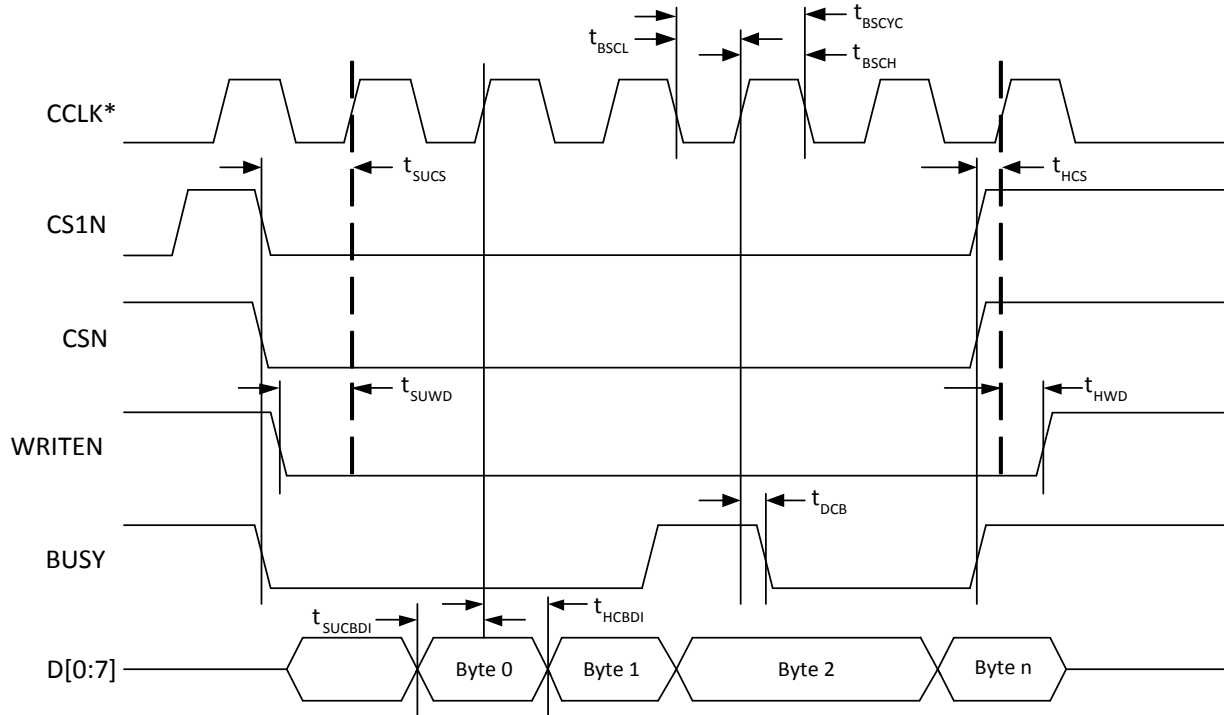 t_BSCYC
t_BSCL
t_BSCH
CCLK*
t_SUCS
t_HCS
CS1N
CSN
t_SUWD
t_HWD
WRITEN
t_DCB
BUSY
t_SUCBDI
t_HCBDI
D[0:7]
Byte 0
Byte 1
Byte 2
Byte n